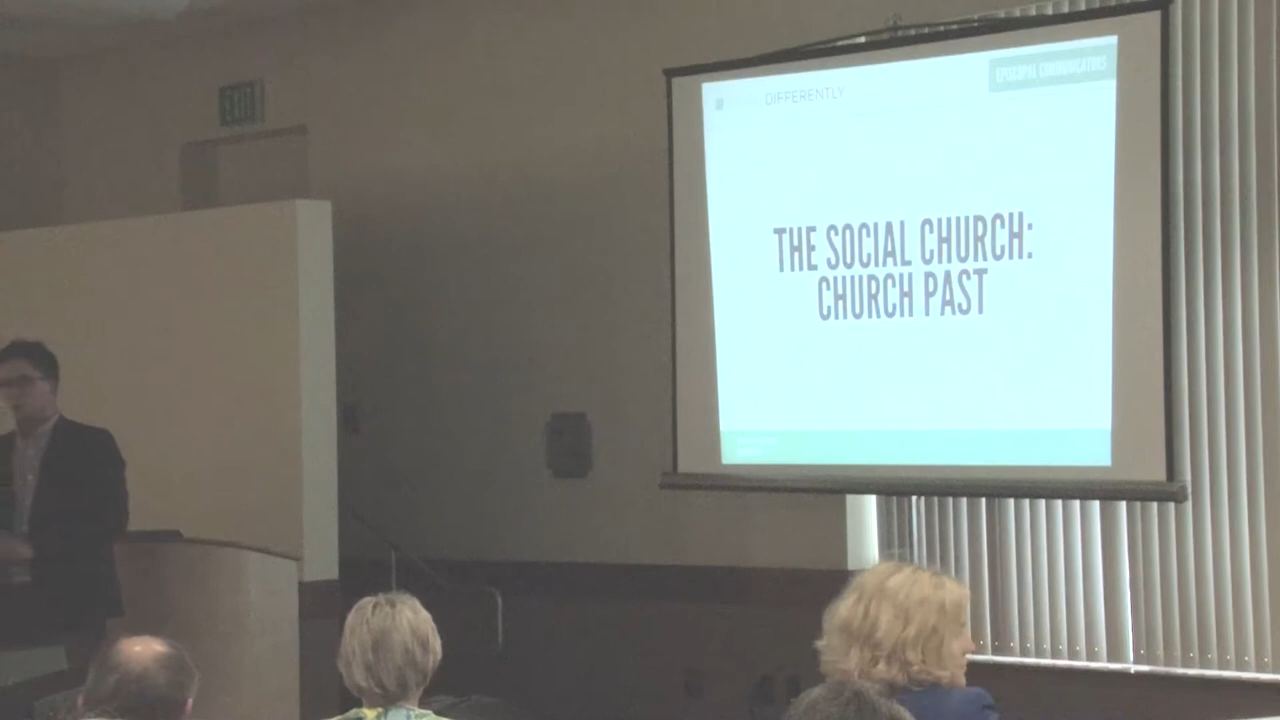 EXIT
DIFFERENTLY
EPISCOPAL COMMUNICATORS
THE SOCIAL CHURCH:
CHURCH PAST